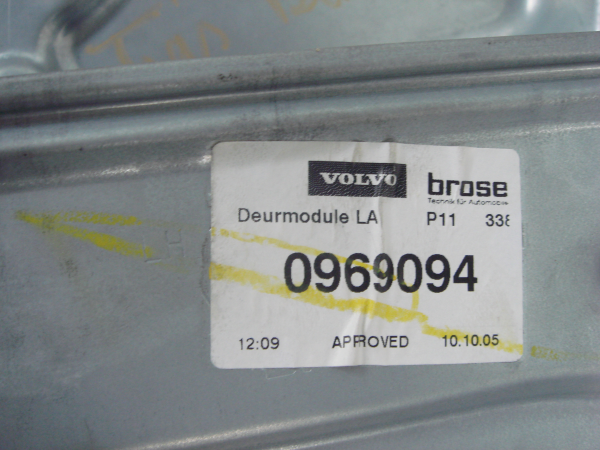 VOLVO brose
Technik für Automobile
Deurmodule LA P11 338
0969094
12:09 APPROVED 10.10.05